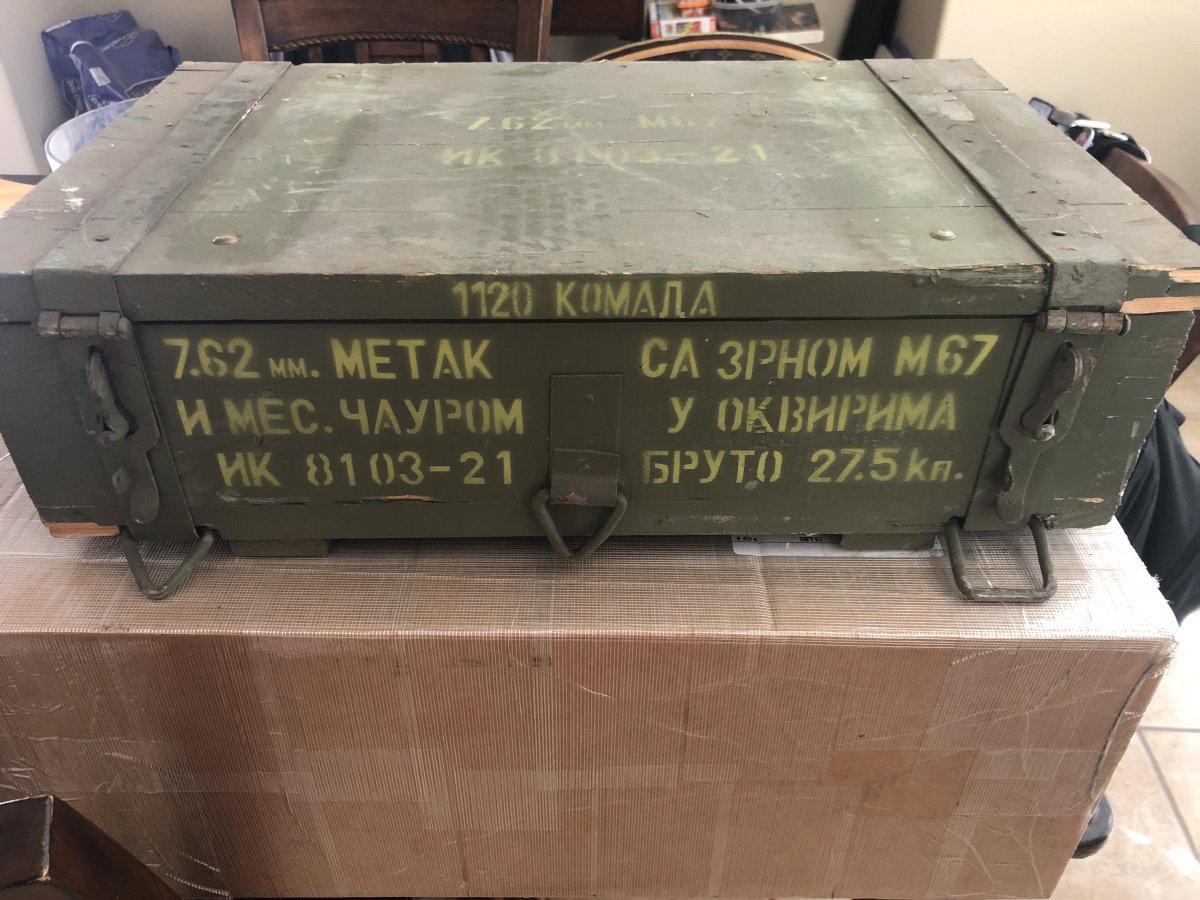 7.62 мм М67
ИК 8103-21
1120 КОМАДА
7.62 мм. МЕТАК
И МЕС. ЧАУРОМ
ИК 8103-21
СА ЗРНОМ М67
У ОКВИРИМА
БРУТО 27.5 kп.